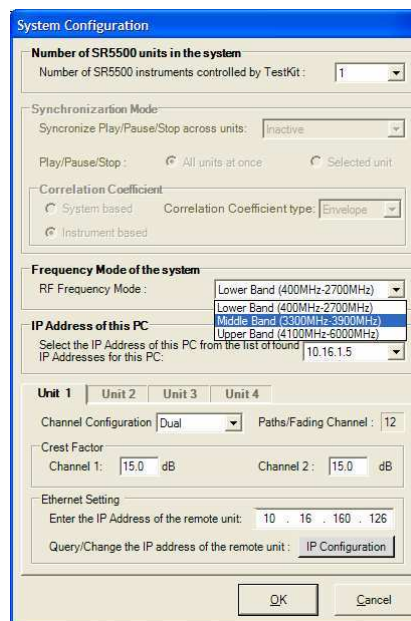 System Configuration
Number of SR5500 units in the system
Number of SR5500 instruments controlled by TestKit :
1
Synchronizartion Mode
Syncronize Play/Pause/Stop across units:
Inactive
Play/Pause/Stop :
All units at once
Selected unit
Correlation Coefficient
System based
Correlation Coefficient type:
Envelope
Instrument based
Frequency Mode of the system
RF Frequency Mode :
Lower Band (400MHz-2700MHz)
Lower Band (400MHz-2700MHz)
Middle Band (3300MHz-3900MHz)
Upper Band (4100MHz-6000MHz)
IP Address of this PC
Select the IP Address of this PC from the list of found
IP Addresses for this PC:
10.16.1.5
Unit 1
Unit 2
Unit 3
Unit 4
Channel Configuration
Dual
Paths/Fading Channel :
12
Crest Factor
Channel 1:
15.0
dB
Channel 2 :
15.0
dB
Ethernet Setting
Enter the IP Address of the remote unit:
10 . 16 . 160 . 126
Query/Change the IP address of the remote unit :
IP Configuration
OK
Cancel